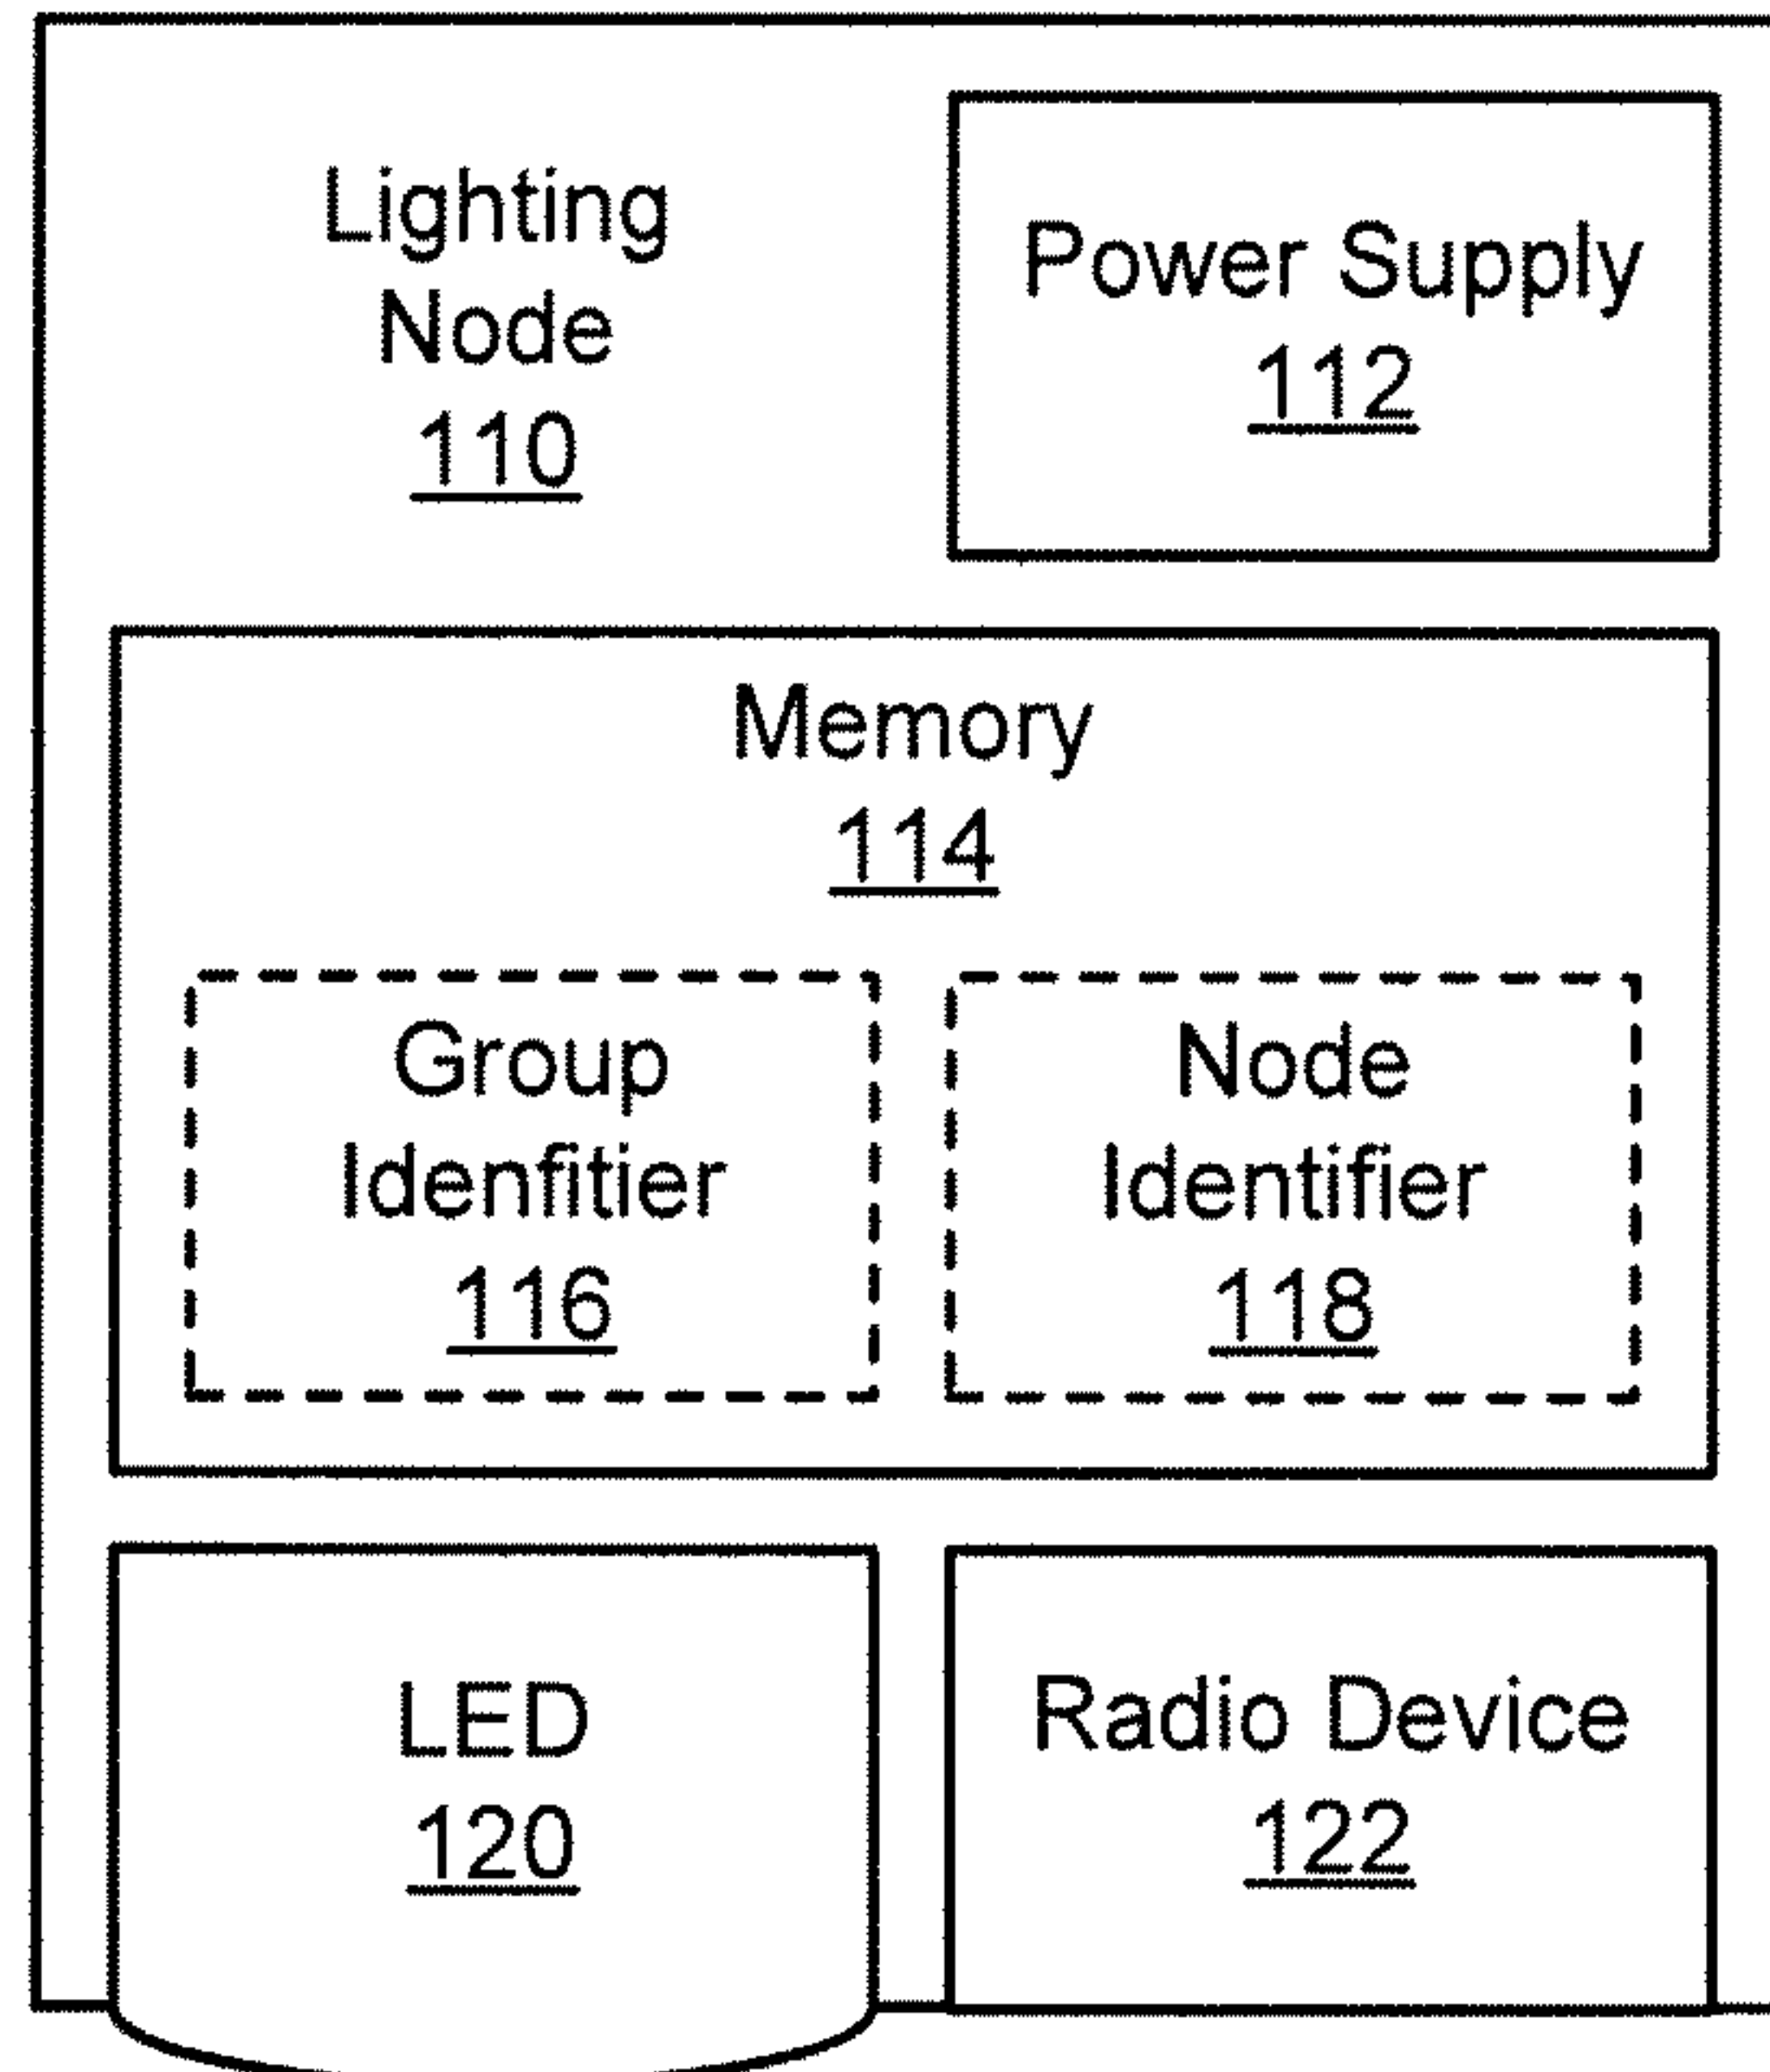 Lighting
Node
110
Power Supply
112
Memory
114
Group
Idenfitier
116
Node
Identifier
118
LED
120
Radio Device
122